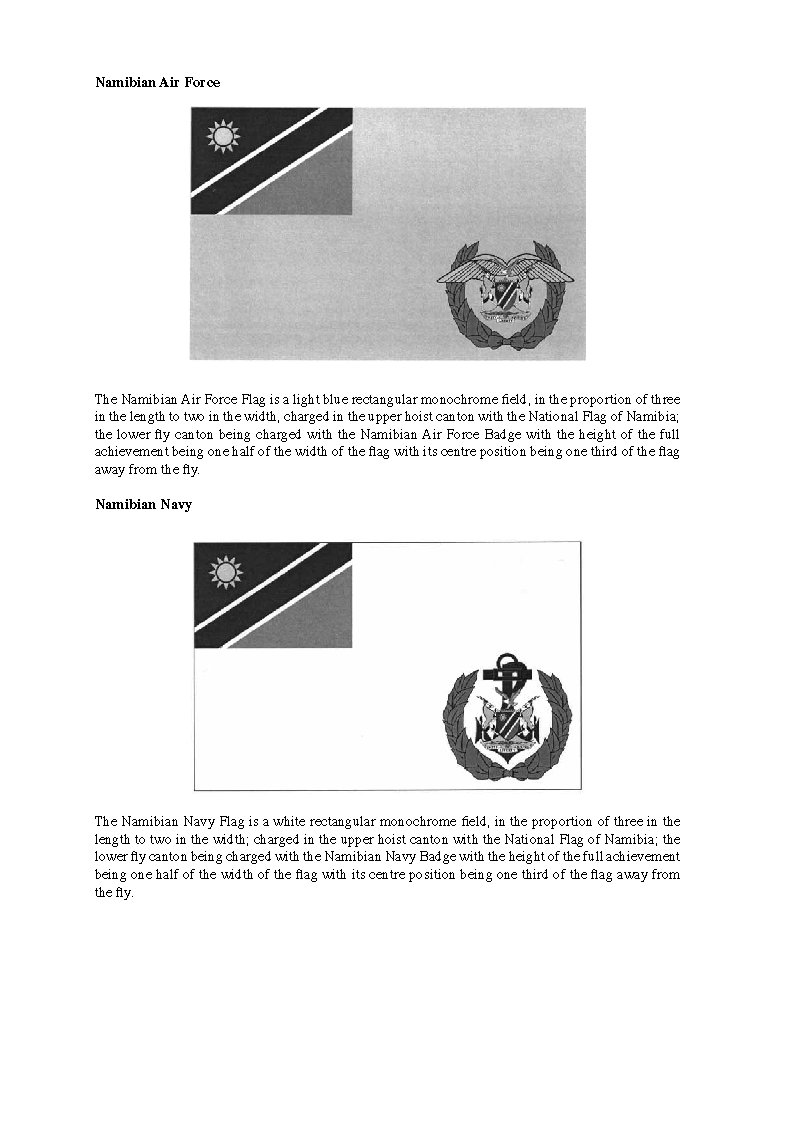 Namibian Air Force
The Namibian Air Force Flag is a light blue rectangular monochrome field, in the proportion of three
in the length to two in the width, charged in the upper hoist canton with the National Flag of Namibia;
the lower fly canton being charged with the Namibian Air Force Badge with the height of the full
achievement being one half of the width of the flag with its centre position being one third of the flag
away from the fly.
Namibian Navy
The Namibian Navy Flag is a white rectangular monochrome field, in the proportion of three in the
length to two in the width; charged in the upper hoist canton with the National Flag of Namibia; the
lower fly canton being charged with the Namibian Navy Badge with the height of the full achievement
being one half of the width of the flag with its centre position being one third of the flag away from
the fly.